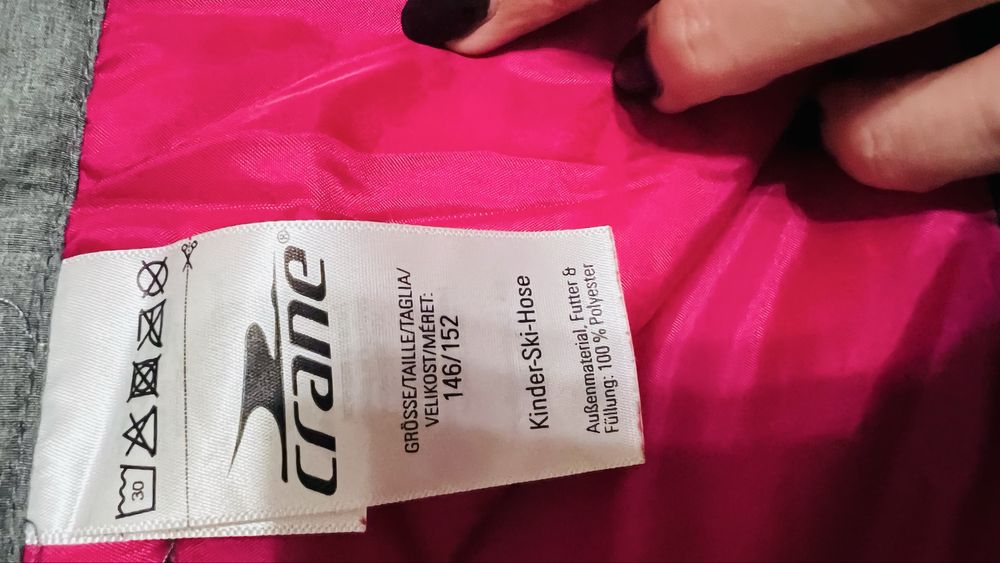 30
crane®
GRÖSSE/TAILLE/TAGLIA/
VELIKOST/MÉRET:
146/152
Kinder-Ski-Hose
Außenmaterial, Futter &
Füllung: 100 % Polyester